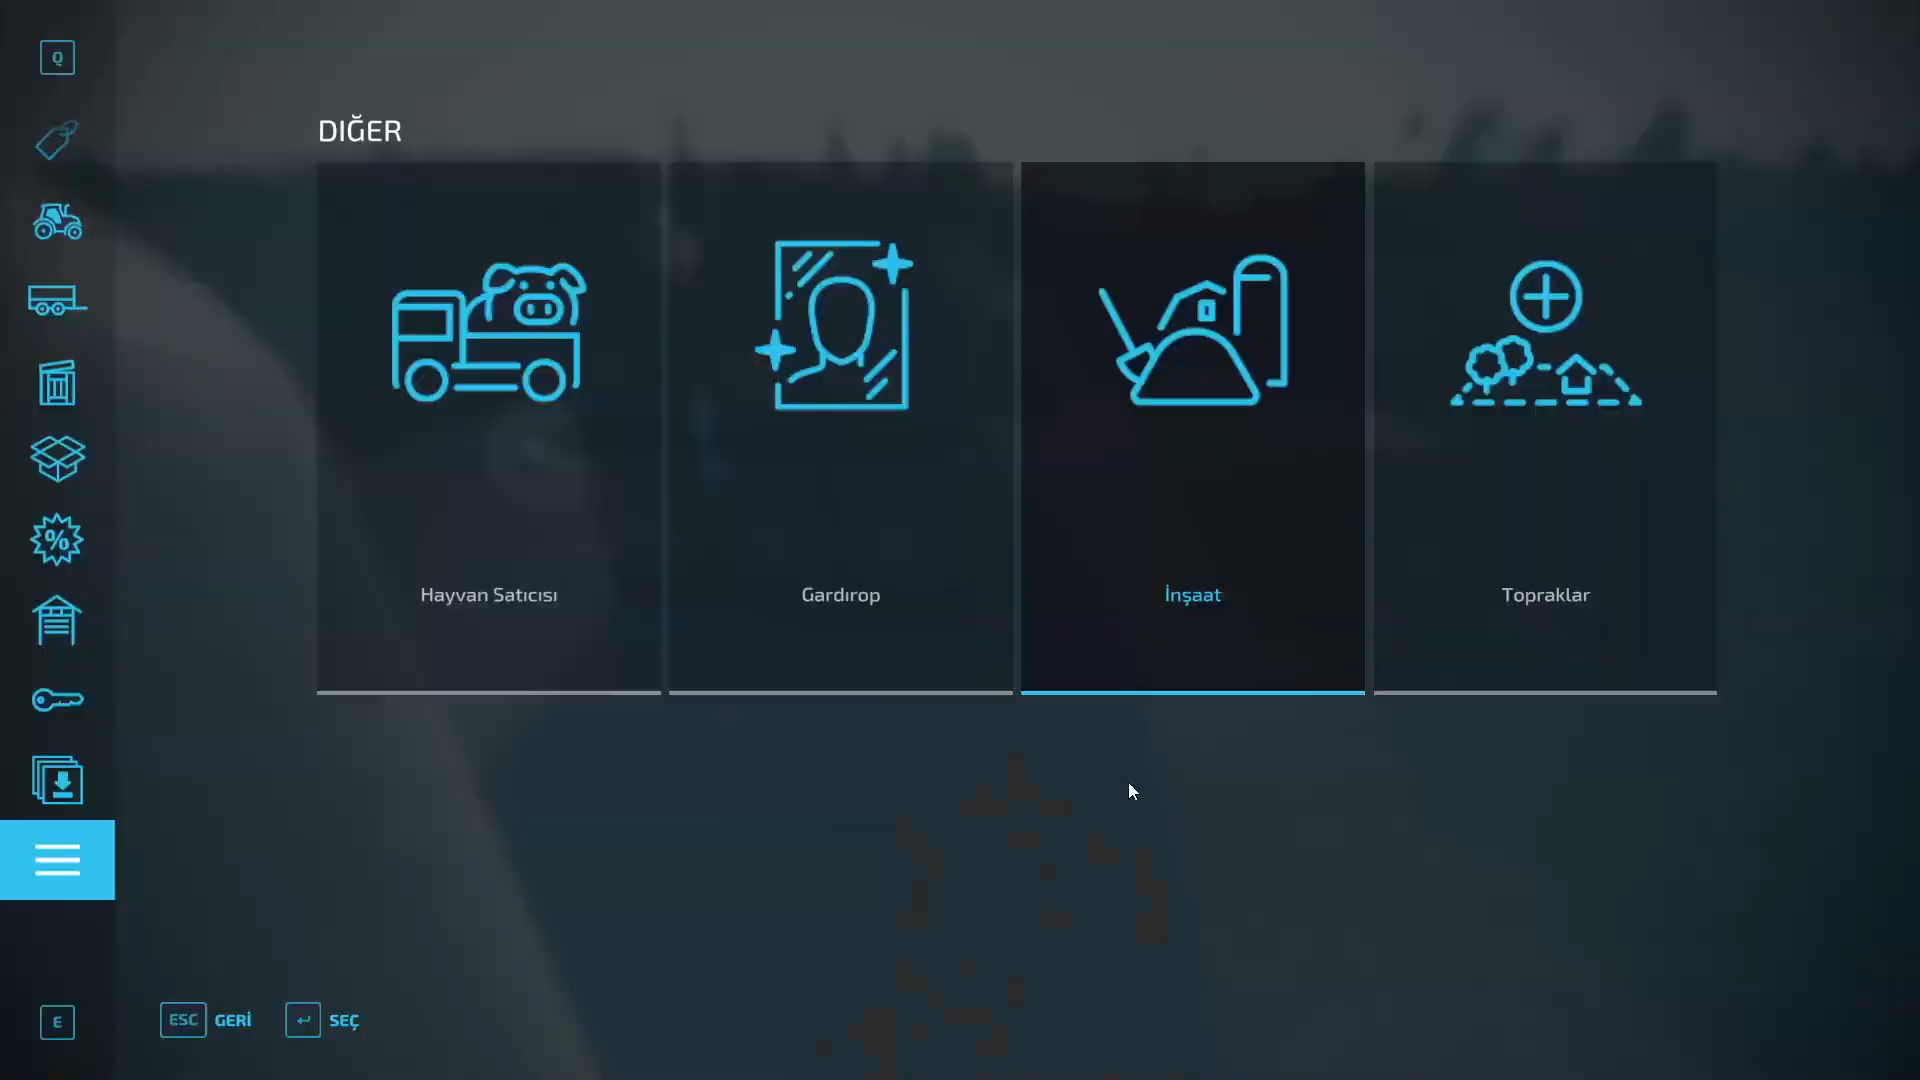 Q
DIĞER
Hayvan Satıcısı
Gardırop
İnşaat
Topraklar
%
E
ESC GERİ
SEÇ